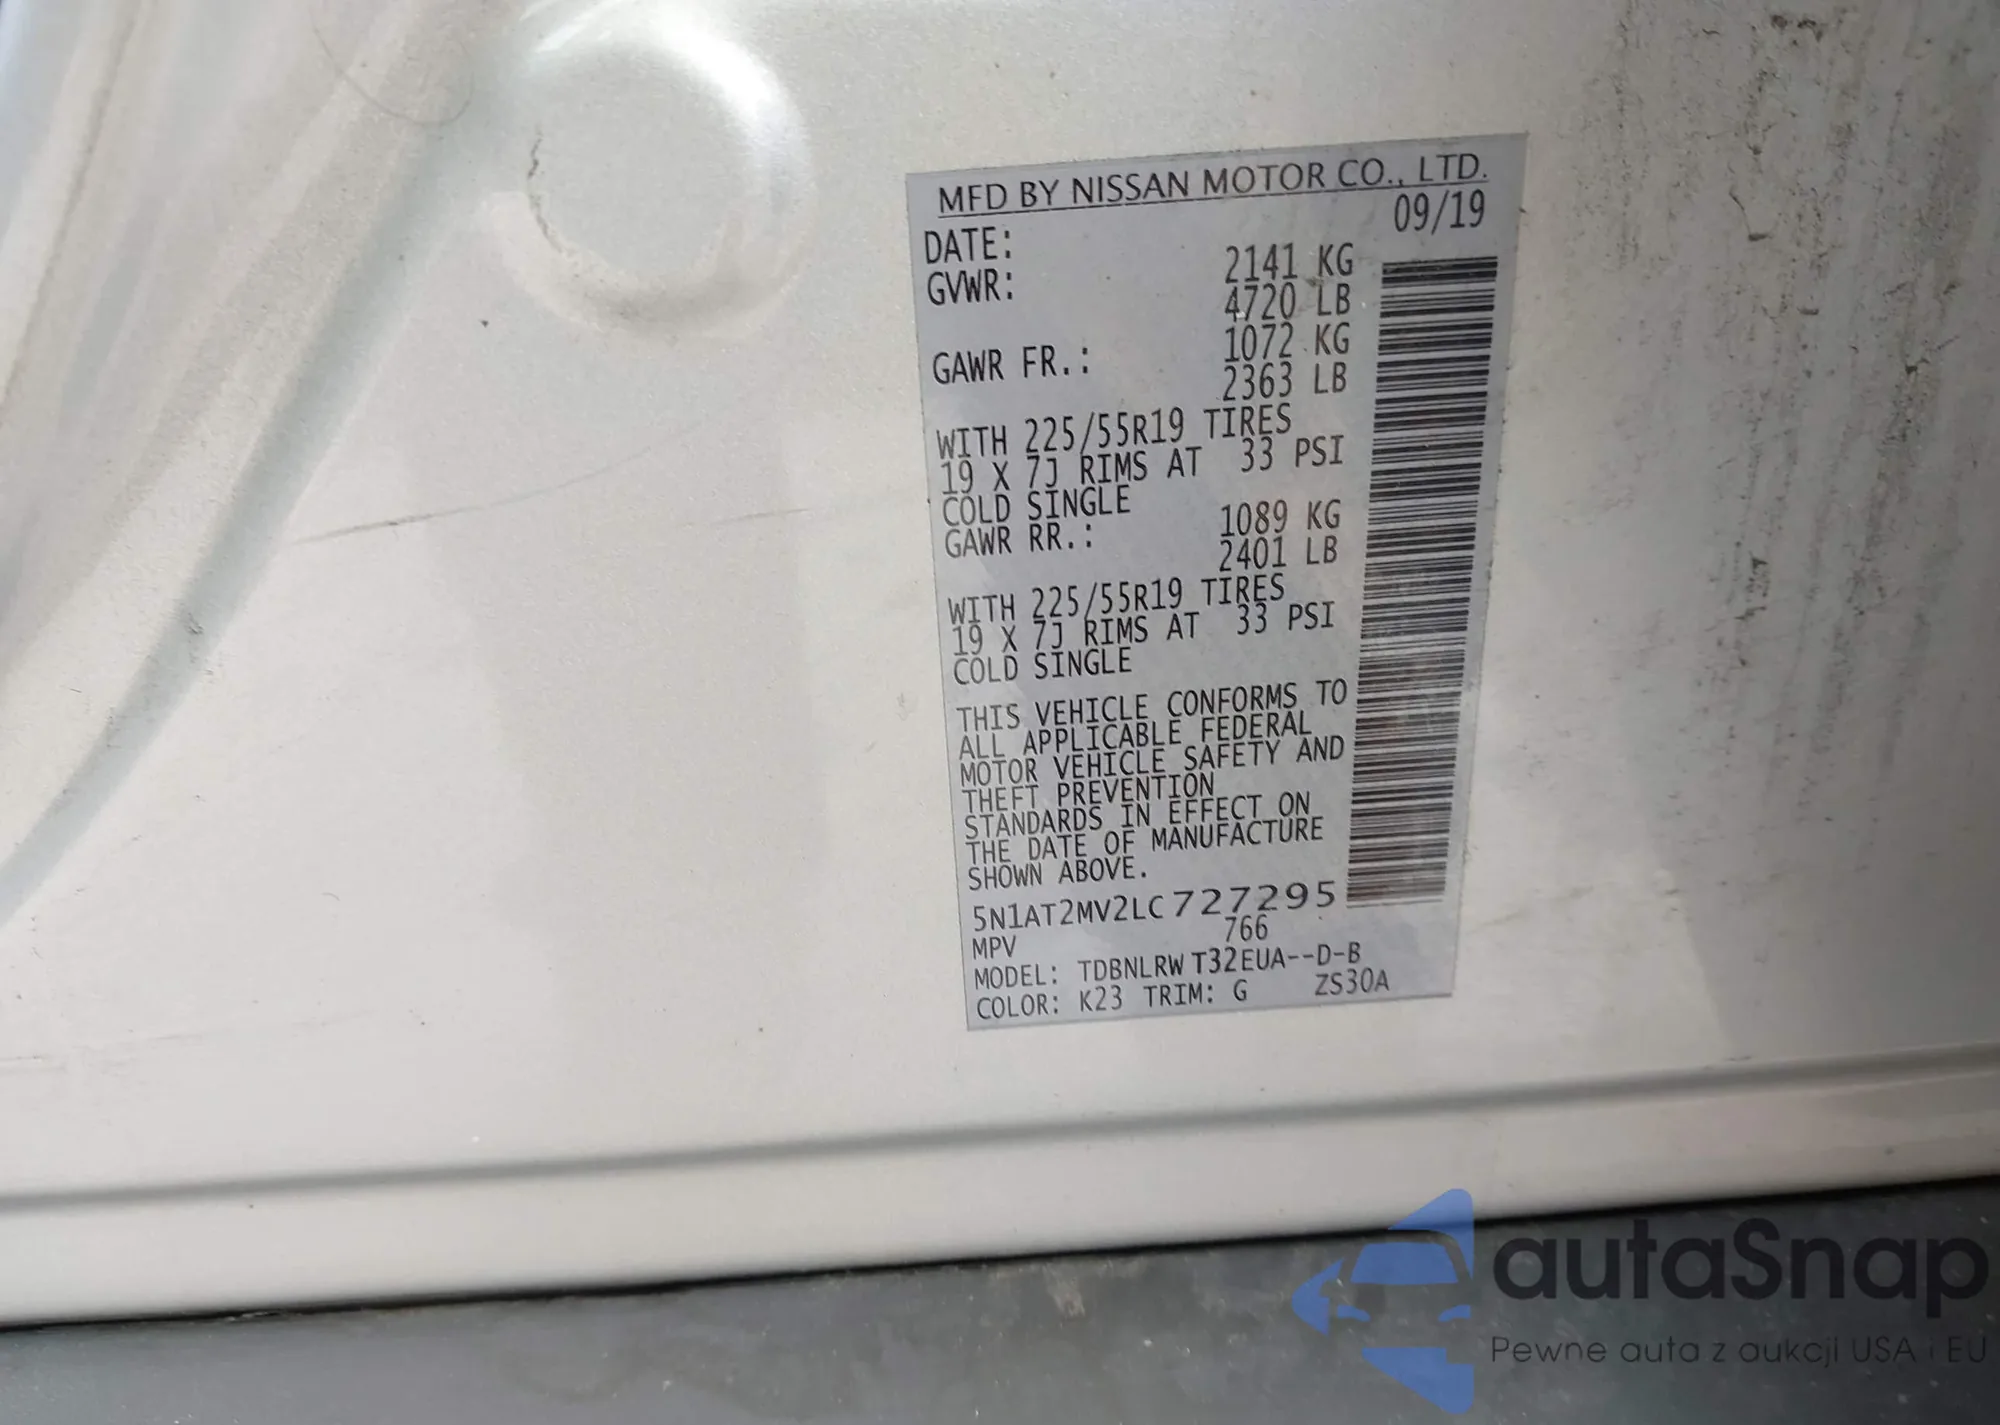 MFD BY NISSAN MOTOR CO., LTD.
DATE: 09/19
GVWR: 2141 KG
4720 LB
GAWR FR.: 1072 KG
2363 LB
WITH 225/55R19 TIRES
19 X 7J RIMS AT 33 PSI
COLD SINGLE
GAWR RR.: 1089 KG
2401 LB
WITH 225/55R19 TIRES
19 X 7J RIMS AT 33 PSI
COLD SINGLE
THIS VEHICLE CONFORMS TO
ALL APPLICABLE FEDERAL
MOTOR VEHICLE SAFETY AND
THEFT PREVENTION
STANDARDS IN EFFECT ON
THE DATE OF MANUFACTURE
SHOWN ABOVE.
5N1AT2MV2LC727295
MPV 766
MODEL: TDBNLRW T32EUA--D-B
COLOR: K23 TRIM: G ZS30A
autaSnap
Pewne auta z aukcji USA i EU